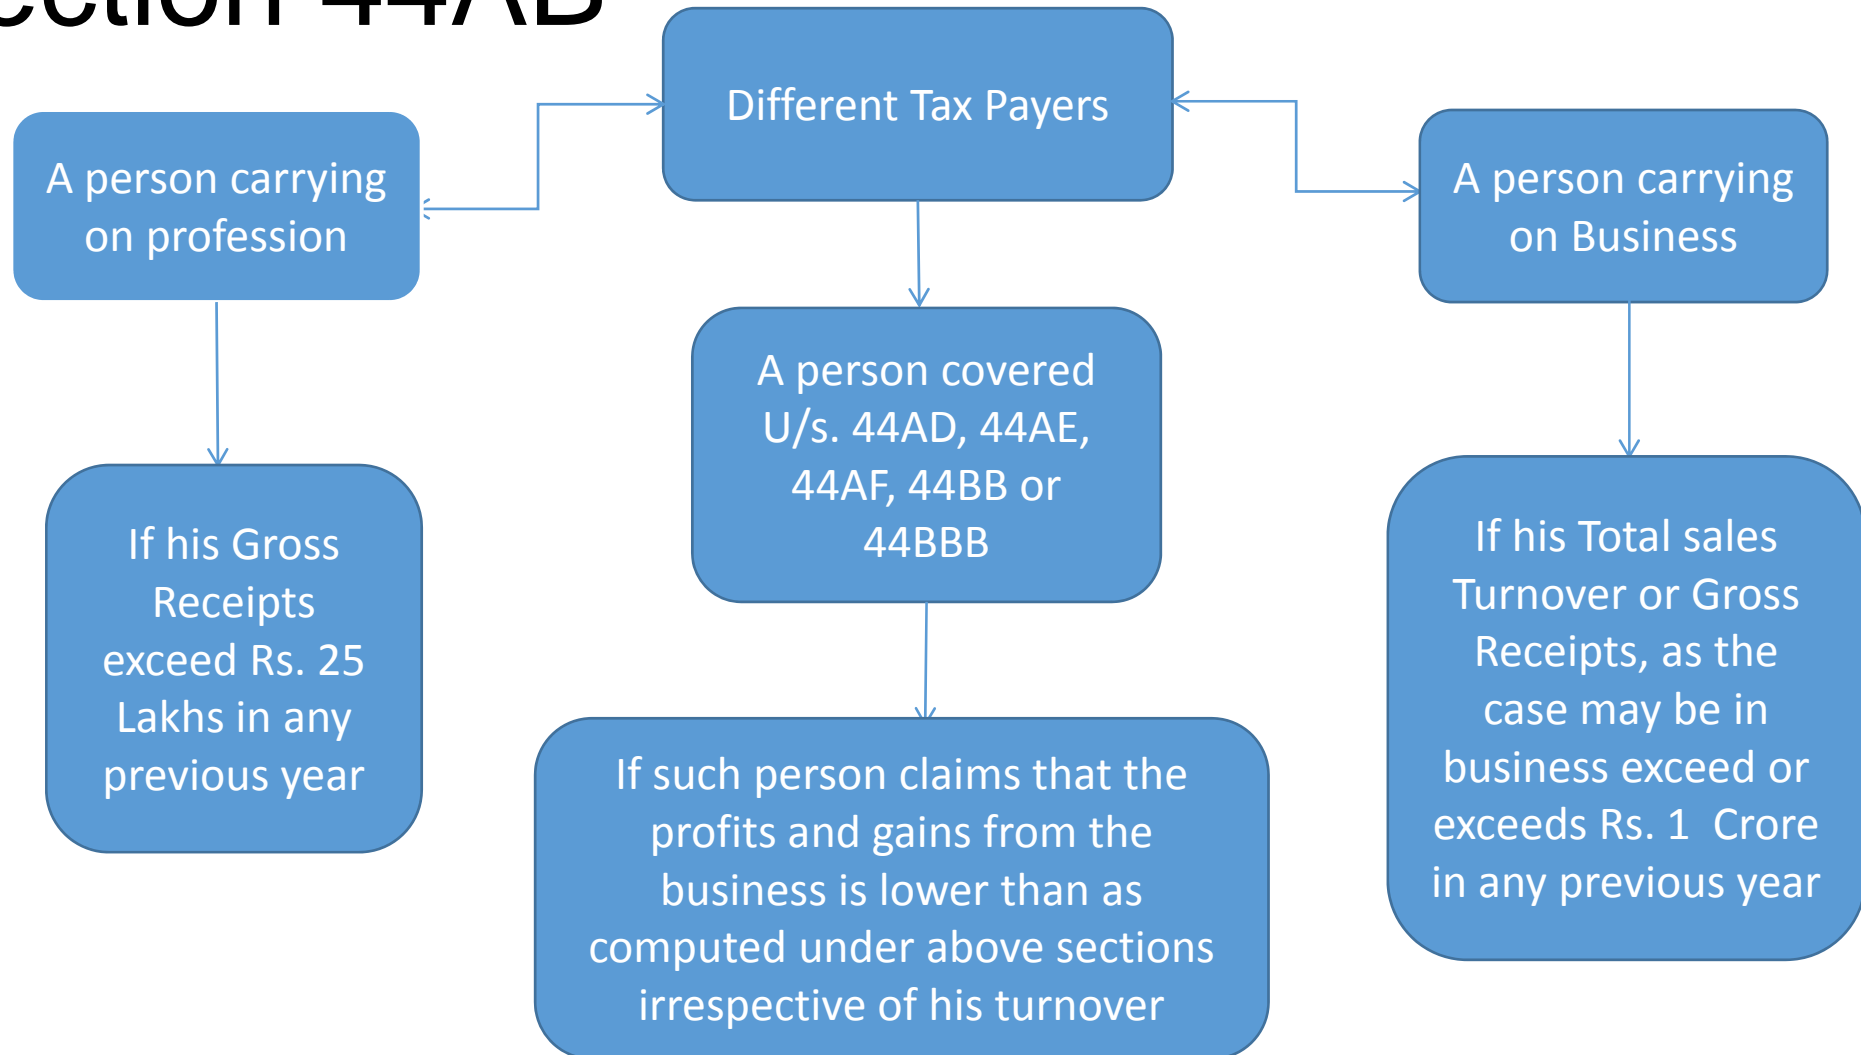 ection 44AB
Different Tax Payers
A person carrying
on profession
A person carrying
on Business
A person covered
U/s. 44AD, 44AE,
44AF, 44BB or
44BBB
If his Gross
Receipts
exceed Rs. 25
Lakhs in any
previous year
If such person claims that the
profits and gains from the
business is lower than as
computed under above sections
irrespective of his turnover
If his Total sales
Turnover or Gross
Receipts, as the
case may be in
business exceed or
exceeds Rs. 1  Crore
in any previous year